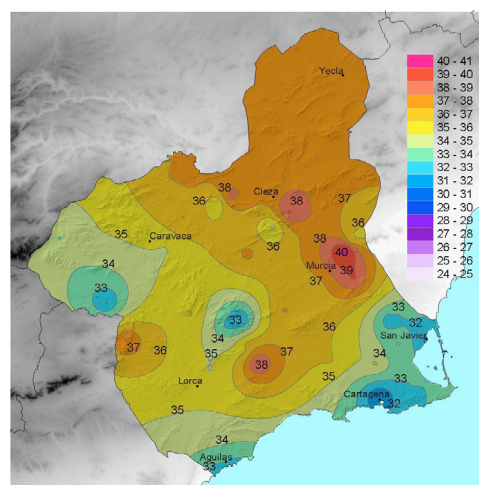 Yecla
40 - 41
39 - 40
38 - 39
37 - 38
36 - 37
35 - 36
34 - 35
33 - 34
32 - 33
31 - 32
30 - 31
29 - 30
28 - 29
27 - 28
26 - 27
25 - 26
24 - 25
38
Cieza
37
36
38
36
35
Caravaca
36
38
40
34
Murcia
39
37
33
33
33
32
36
34
San Javier
37
36
35
37
34
38
35
33
Lorca
Cartagena
32
35
34
Aguilas
33